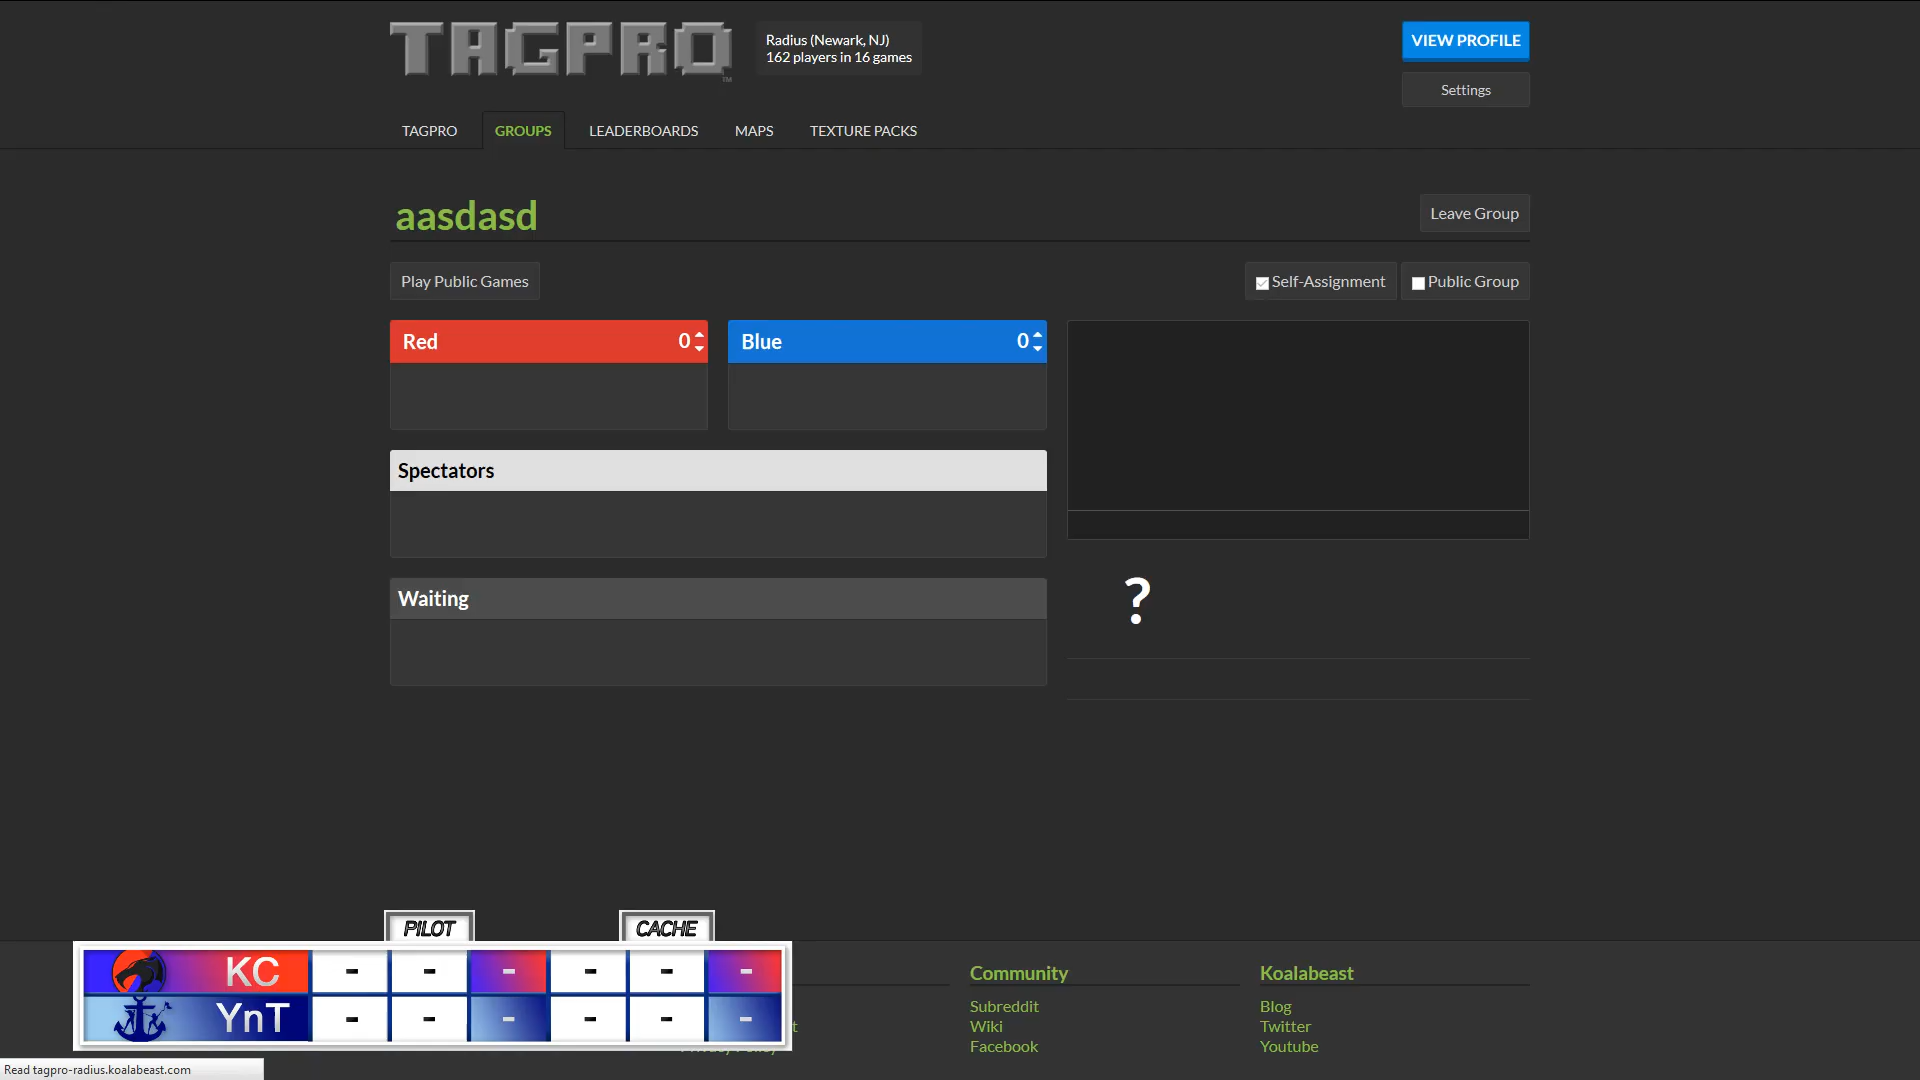 TAGPRO
TM
Radius (Newark, NJ)
162 players in 16 games
VIEW PROFILE
Settings
TAGPRO
GROUPS
LEADERBOARDS
MAPS
TEXTURE PACKS
aasdasd
Leave Group
Play Public Games
Self-Assignment
Public Group
Red
0
Blue
0
Spectators
Waiting
?
PILOT
CACHE
KC - - - - - -
YnT - - - - - -
Community
Subreddit
Wiki
Facebook
Koalabeast
Blog
Twitter
Youtube
Read tagpro-radius.koalabeast.com